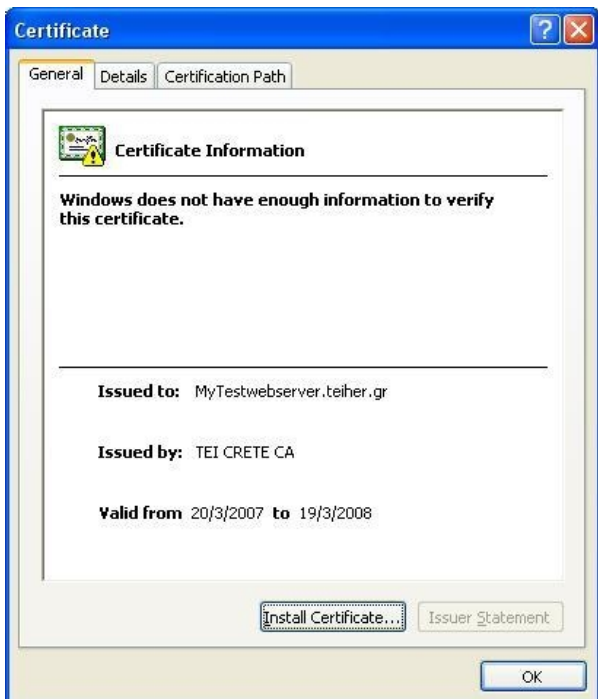 Certificate
General Details Certification Path
Certificate Information
Windows does not have enough information to verify
this certificate.
Issued to: MyTestwebserver.teiher.gr
Issued by: TEI CRETE CA
Valid from 20/3/2007 to 19/3/2008
Install Certificate... Issuer Statement
OK